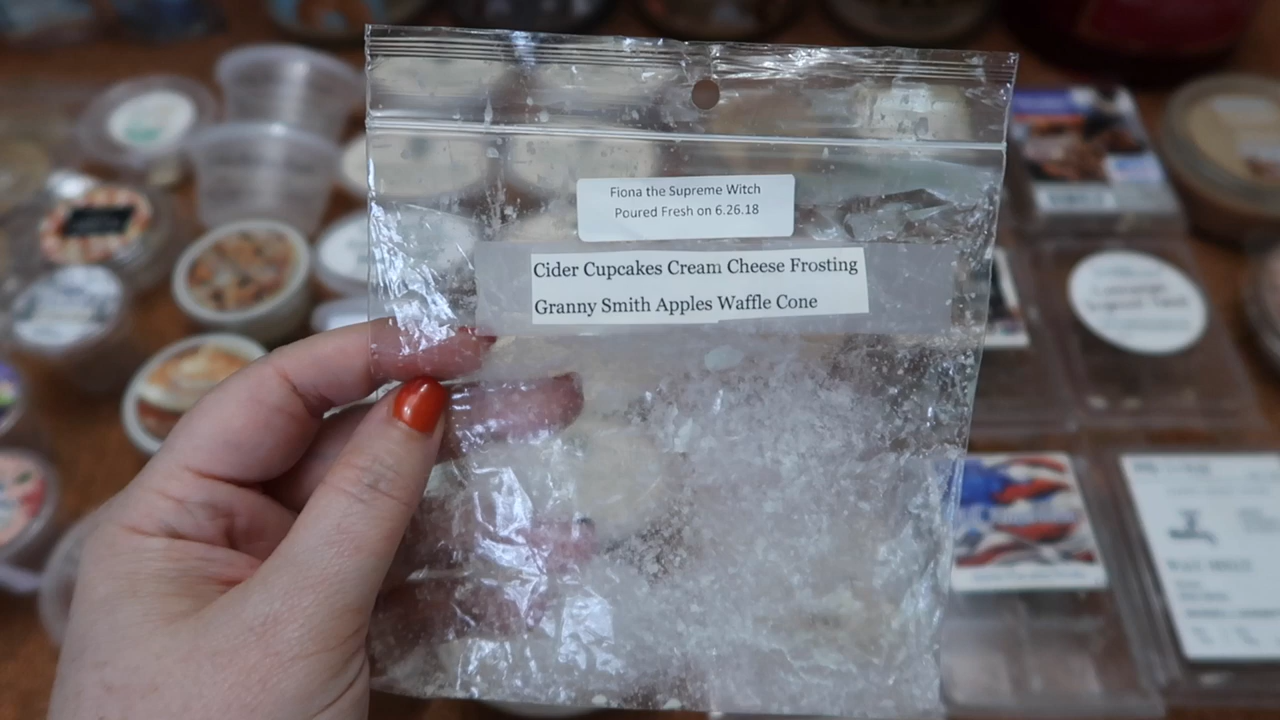 Fiona the Supreme Witch
Poured Fresh on 6.26.18
Cider Cupcakes Cream Cheese Frosting
Granny Smith Apples Waffle Cone